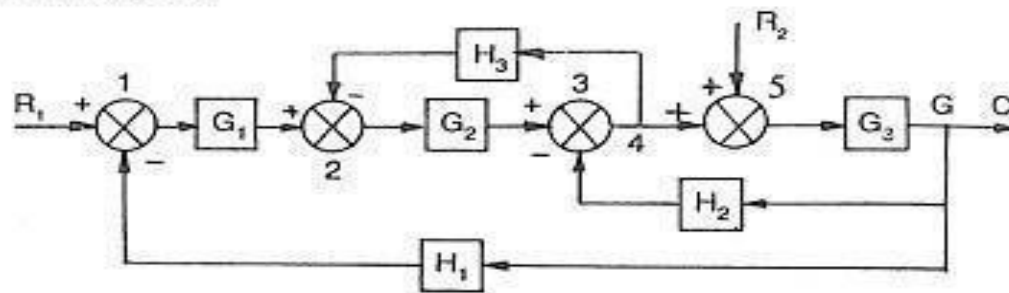 H₃
R₂
1
3
5
R₁
+
G₁
+
−
G₂
+
+
+
G₃
G
C
−
2
−
4
H₂
H₁